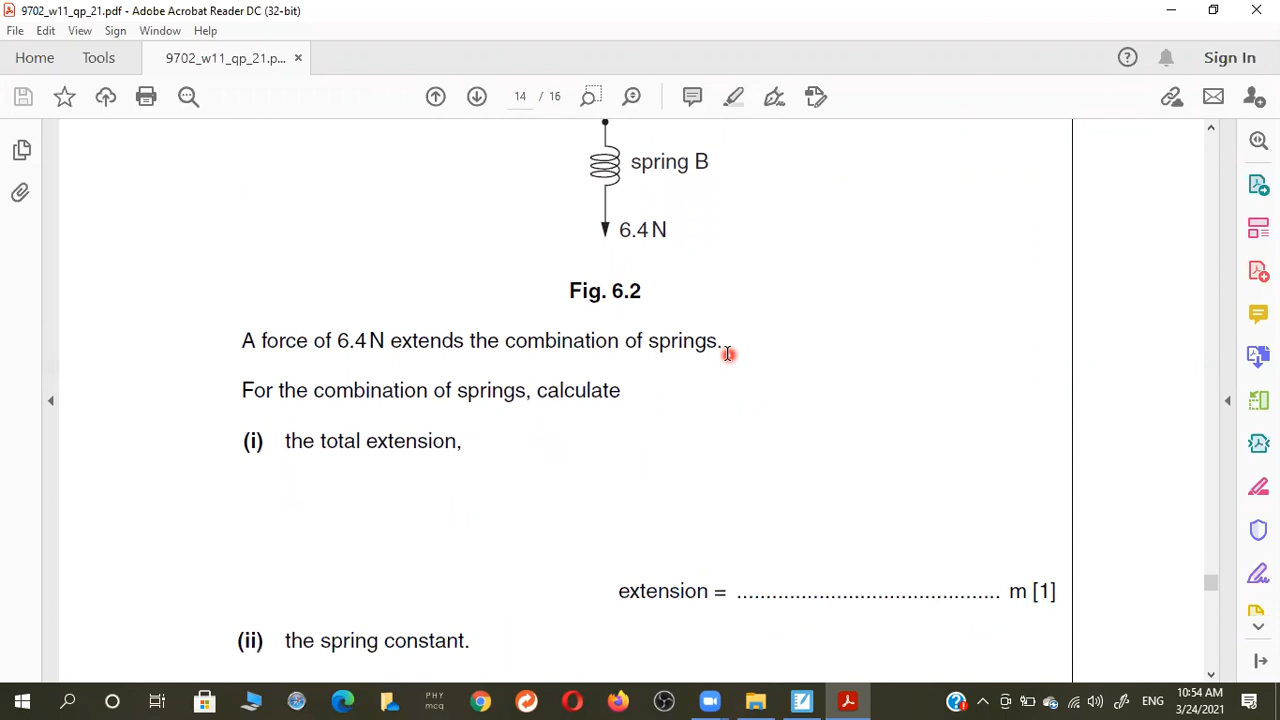 9702_w11_qp_21.pdf - Adobe Acrobat Reader DC (32-bit)
File Edit View Sign Window Help
Home Tools 9702_w11_qp_21.p... × Sign In
14 / 16
spring B
6.4 N
Fig. 6.2
A force of 6.4 N extends the combination of springs.
For the combination of springs, calculate
(i) the total extension,
extension = ............................................. m [1]
(ii) the spring constant.
PHY
mcq
ENG
10:54 AM
3/24/2021